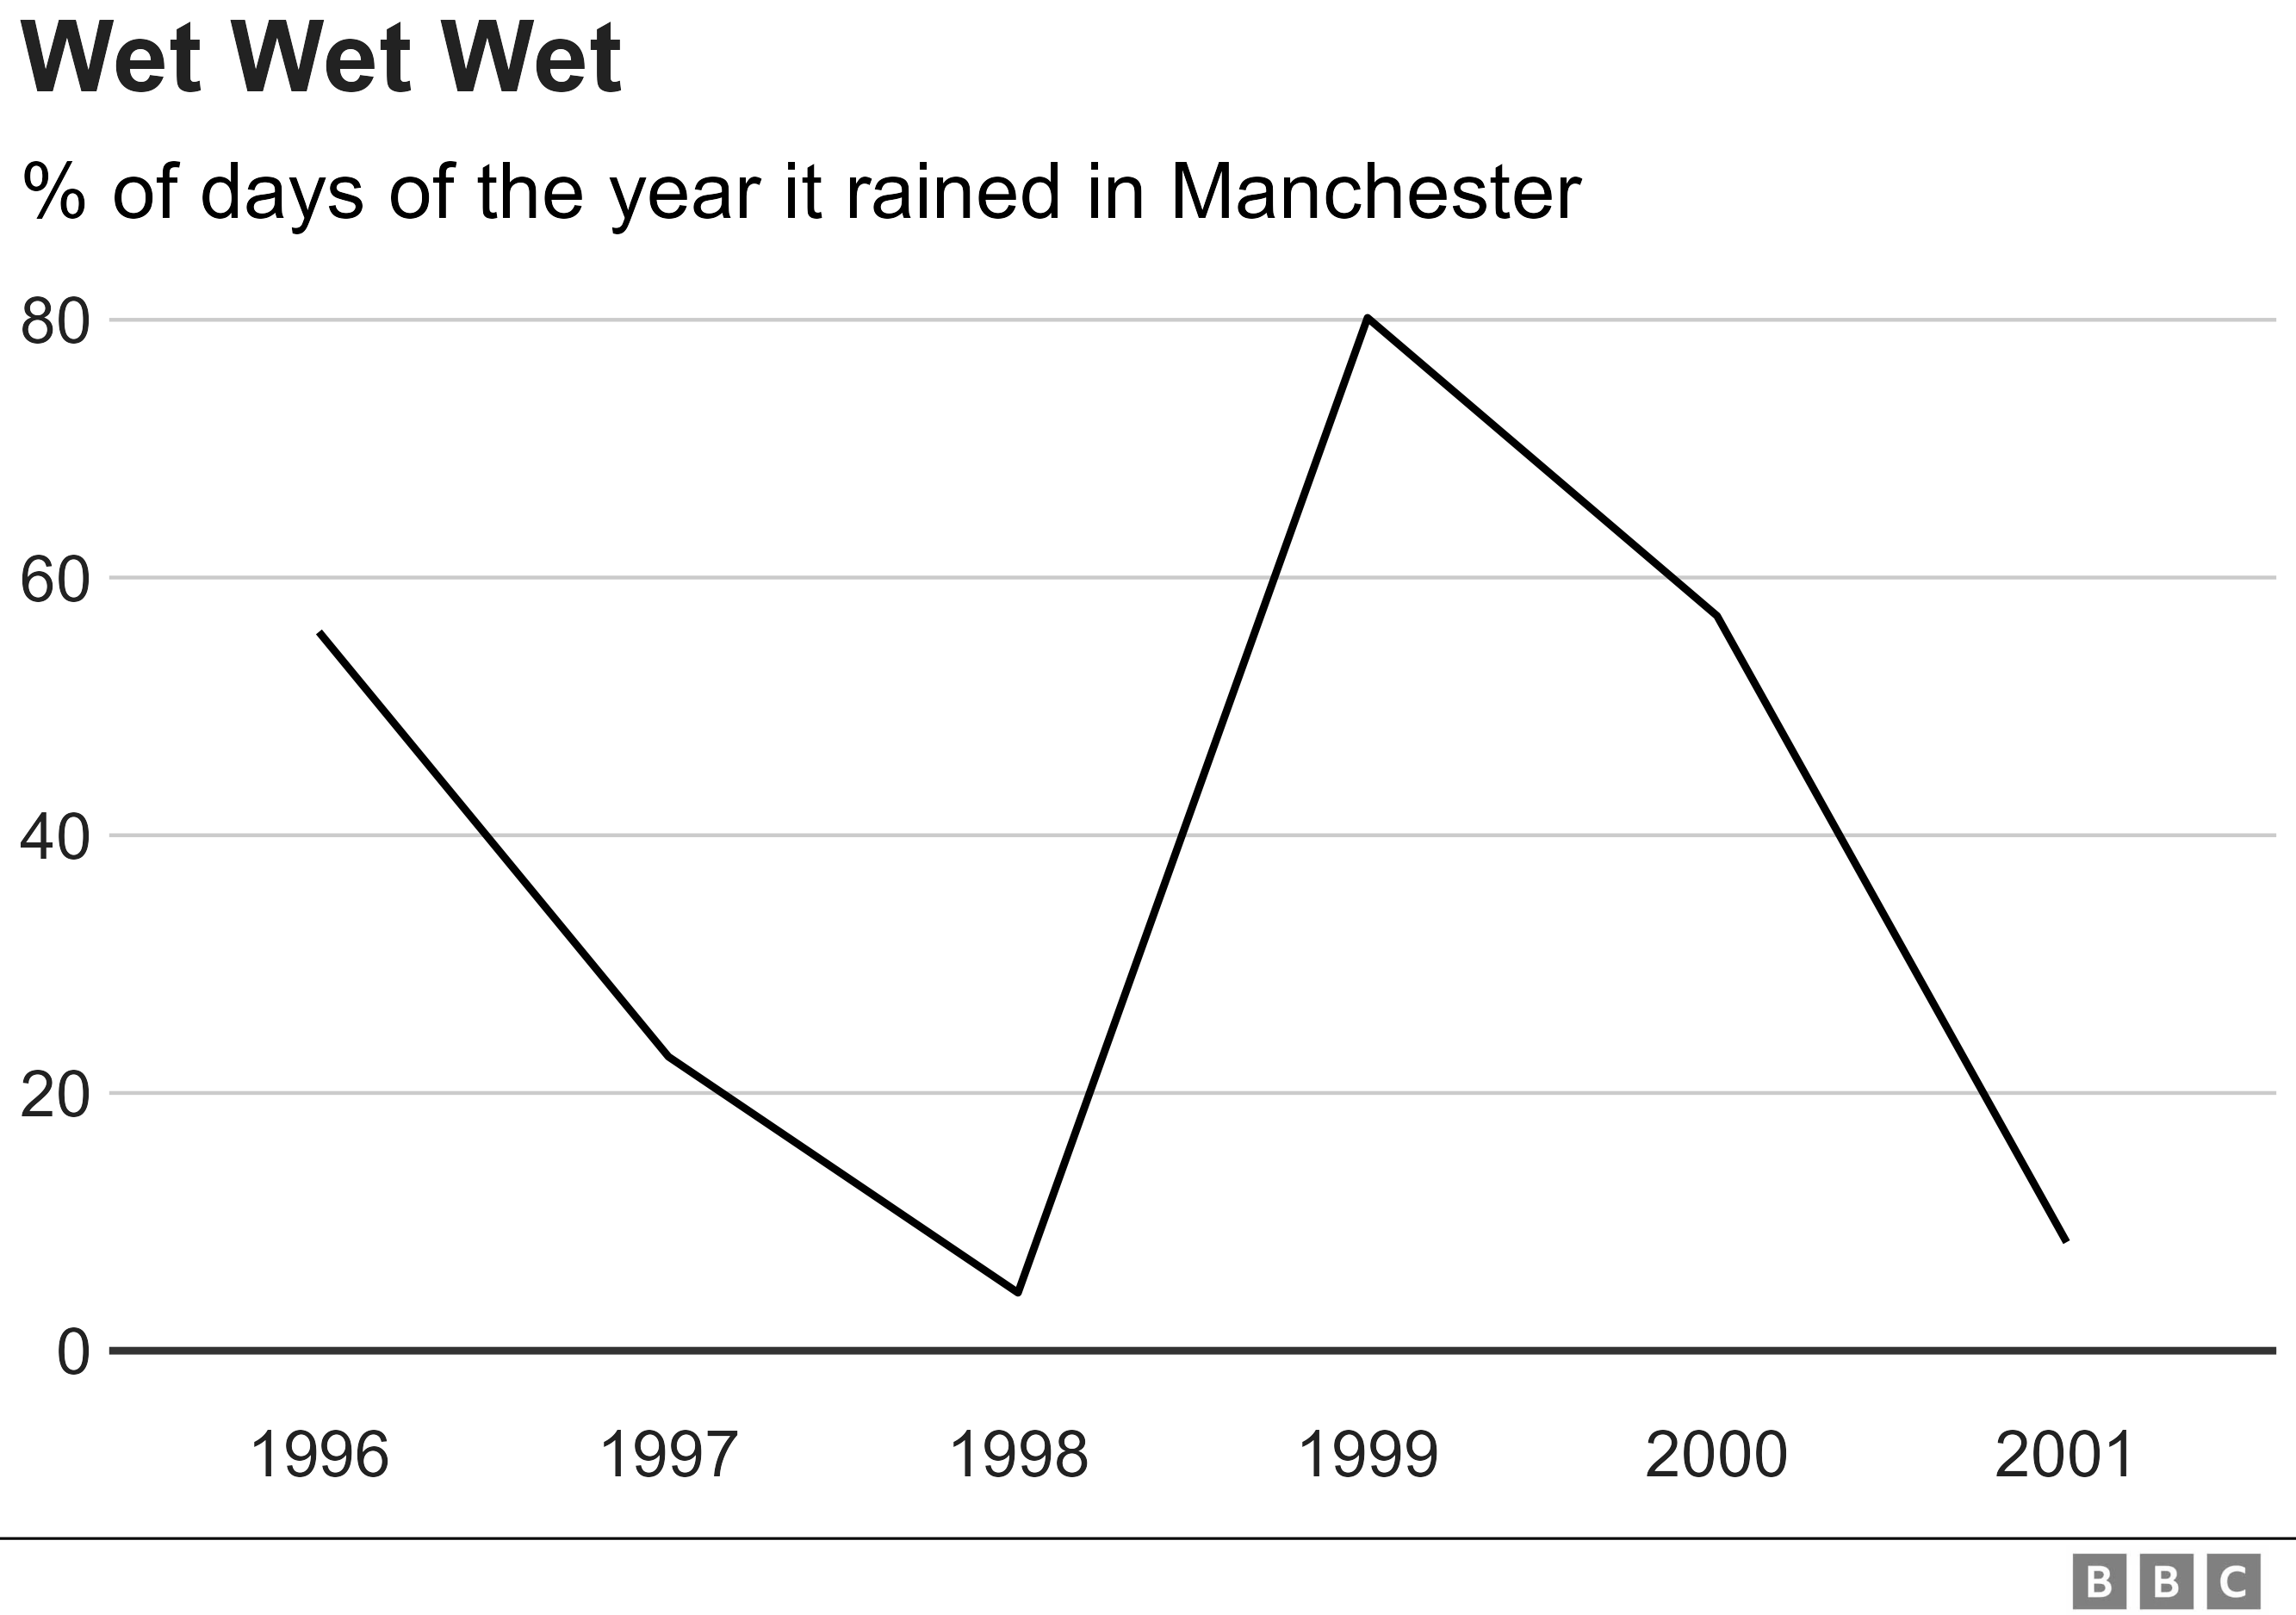 Wet Wet Wet
% of days of the year it rained in Manchester
80
60
40
20
0
1996 1997 1998 1999 2000 2001
BBC